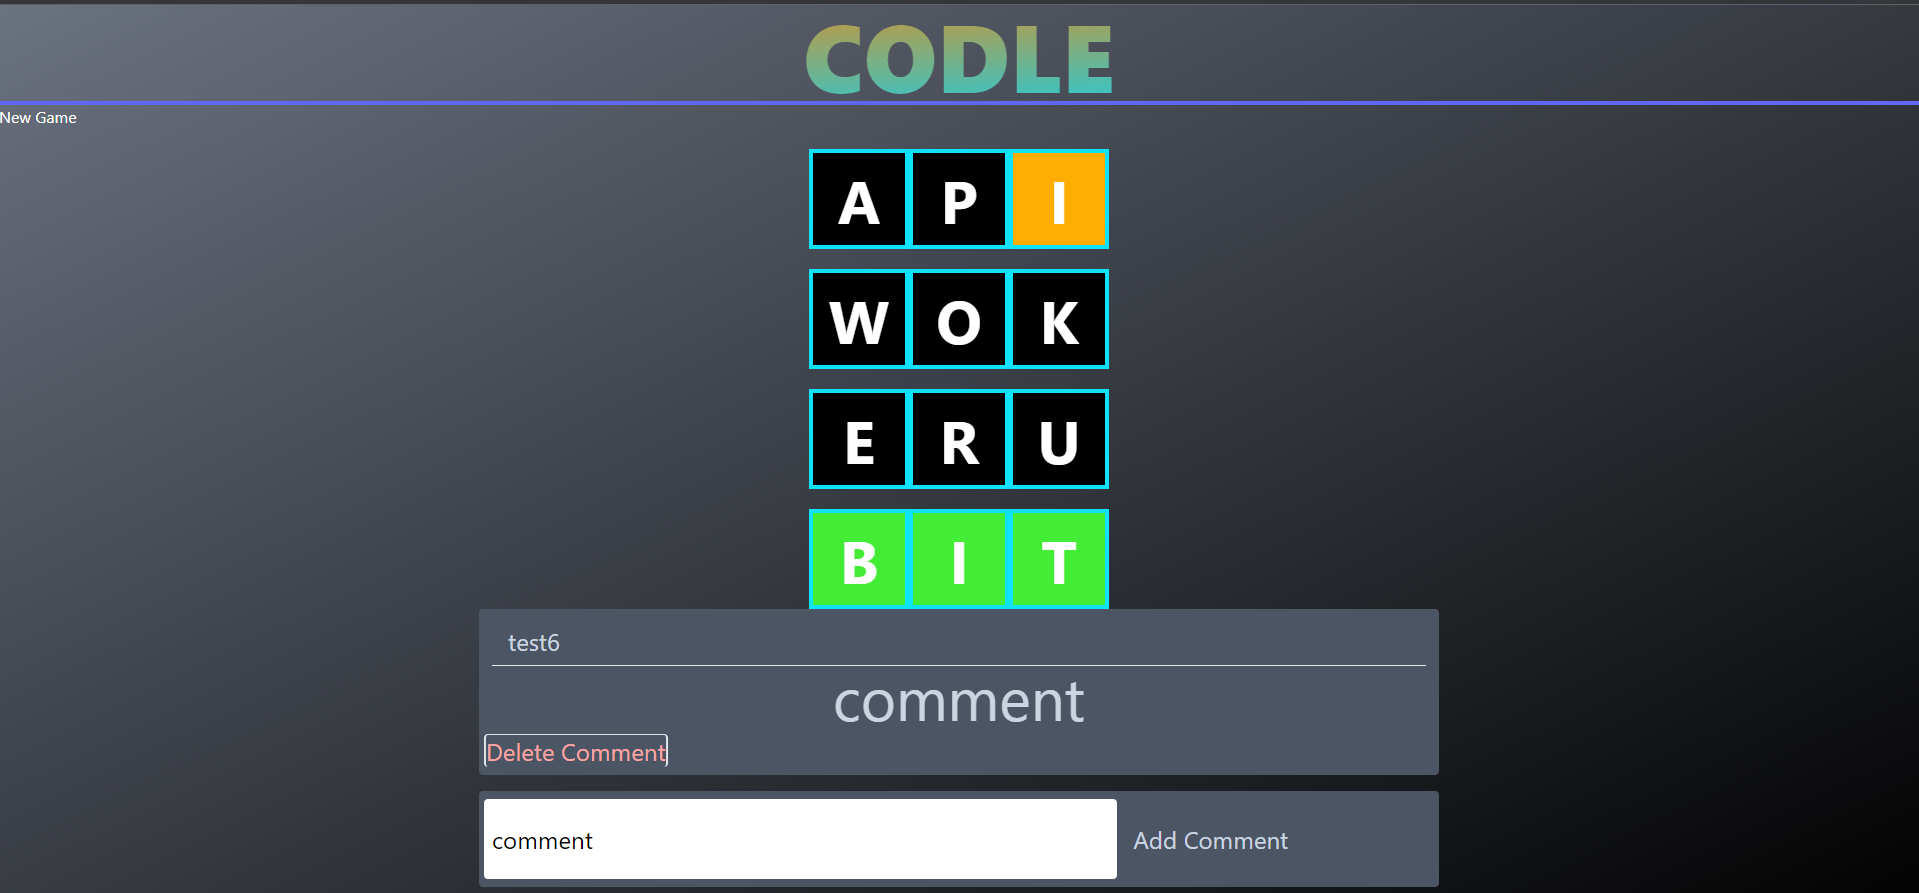 CODLE
New Game
A P I
W O K
E R U
B I T
test6
comment
Delete Comment
comment
Add Comment